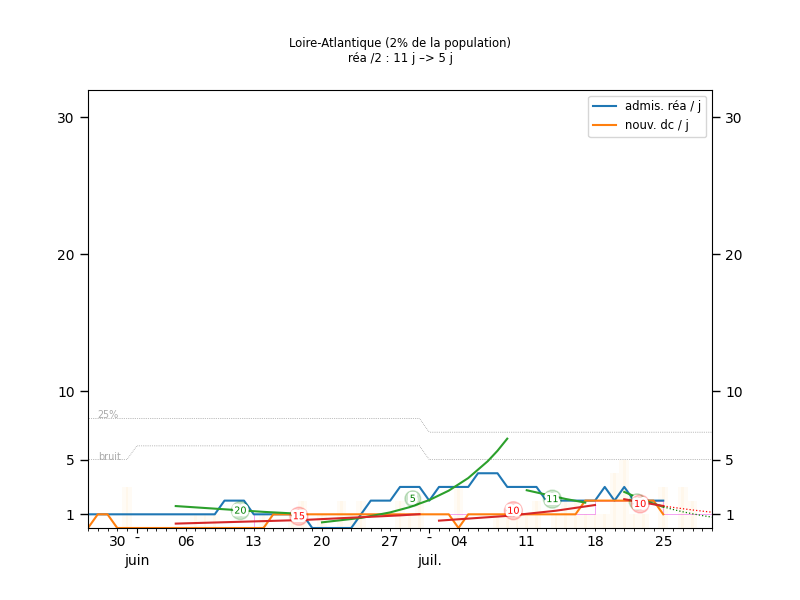 Loire-Atlantique (2% de la population)
réa /2 : 11 j –> 5 j
admis. réa / j
nouv. dc / j
30 30
20 20
10 10
25%
bruit
5 5
1 1
20 15 5 10 11 10
30 - 06 13 20 27 - 04 11 18 25
juin juil.